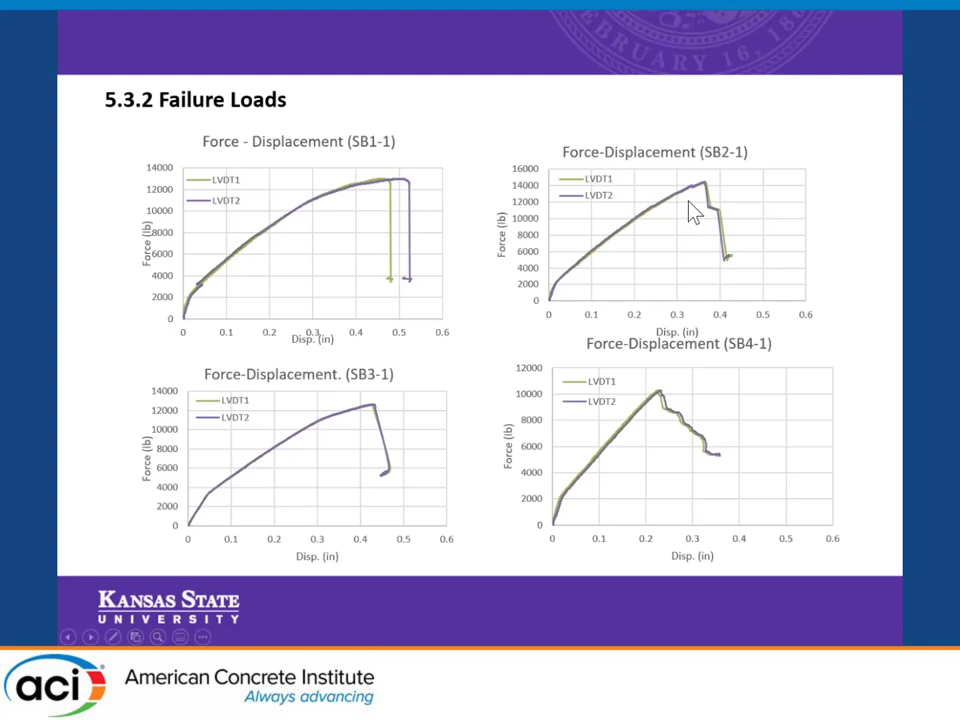 FEBRUARY 16, 18
5.3.2 Failure Loads
Force - Displacement (SB1-1)
14000
12000
10000
8000
6000
4000
2000
0
Force (lb)
LVDT1
LVDT2
0 0.1 0.2 0.3 0.4 0.5 0.6
Disp. (in)
Force-Displacement (SB2-1)
16000
14000
12000
10000
8000
6000
4000
2000
0
Force (lb)
LVDT1
LVDT2
0 0.1 0.2 0.3 0.4 0.5 0.6
Disp. (in)
Force-Displacement. (SB3-1)
14000
12000
10000
8000
6000
4000
2000
0
Force (lb)
LVDT1
LVDT2
0 0.1 0.2 0.3 0.4 0.5 0.6
Disp. (in)
Force-Displacement (SB4-1)
12000
10000
8000
6000
4000
2000
0
Force (lb)
LVDT1
LVDT2
0 0.1 0.2 0.3 0.4 0.5 0.6
Disp. (in)
KANSAS STATE
UNIVERSITY
aci
American Concrete Institute
Always advancing